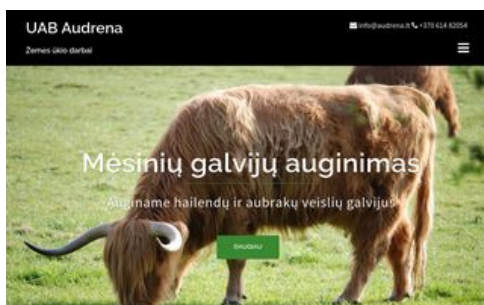 UAB Audrena
info@audrena.lt +370 614 82054
Žemės ūkio darbai
Mėsinių galvijų auginimas
Auginame hailendų ir aubrakų veislių galvijus
DAUGIAU